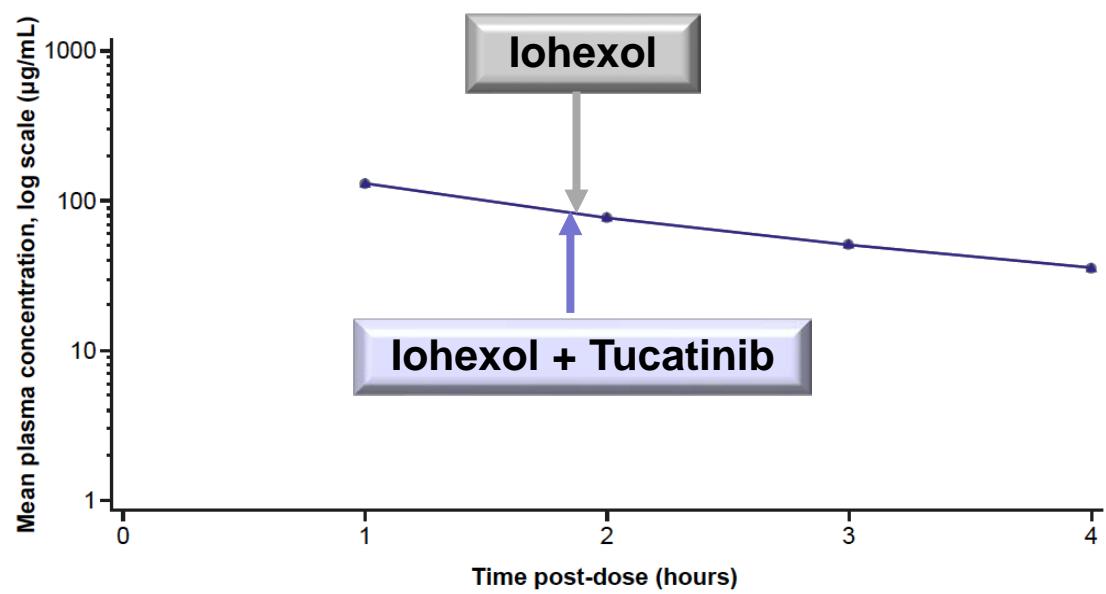 Iohexol
Mean plasma concentration, log scale (µg/mL)
1000
100
10
1
Iohexol + Tucatinib
0 1 2 3 4
Time post-dose (hours)